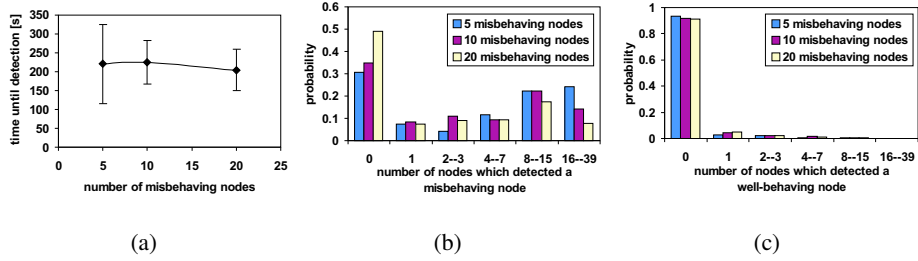 350
300
250
200
150
100
50
0
time until detection [s]
0 5 10 15 20 25
number of misbehaving nodes
(a)
0.6
0.5
0.4
0.3
0.2
0.1
0
probability
5 misbehaving nodes
10 misbehaving nodes
20 misbehaving nodes
0 1 2--3 4--7 8--15 16--39
number of nodes which detected a
misbehaving node
(b)
1
0.8
0.6
0.4
0.2
0
probability
5 misbehaving nodes
10 misbehaving nodes
20 misbehaving nodes
0 1 2--3 4--7 8--15 16--39
number of nodes which detected a
well-behaving node
(c)